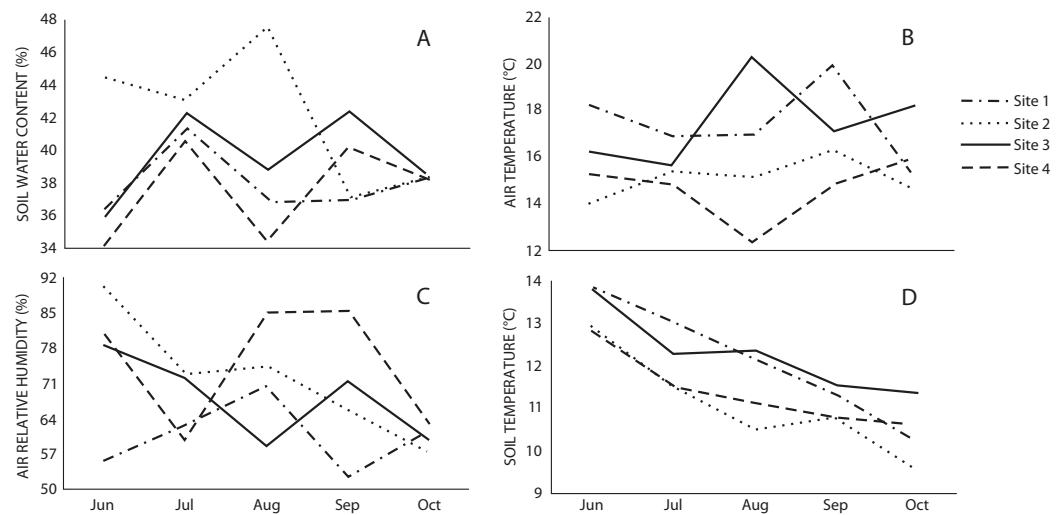 A
SOIL WATER CONTENT (%)
48
46
44
42
40
38
36
34
B
AIR TEMPERATURE (°C)
22
20
18
16
14
12
Site 1
Site 2
Site 3
Site 4
C
AIR RELATIVE HUMIDITY (%)
92
85
78
71
64
57
50
Jun Jul Aug Sep Oct
D
SOIL TEMPERATURE (°C)
14
13
12
11
10
9
Jun Jul Aug Sep Oct